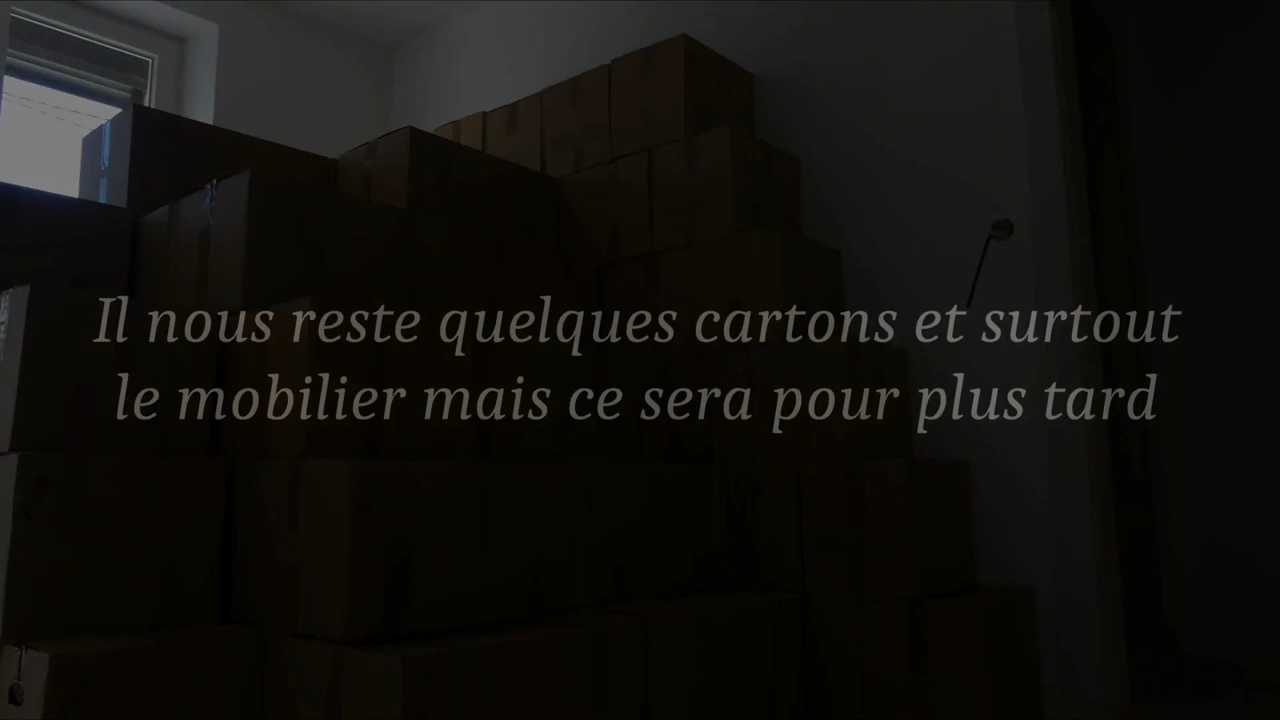 Il nous reste quelques cartons et surtout
le mobilier mais ce sera pour plus tard